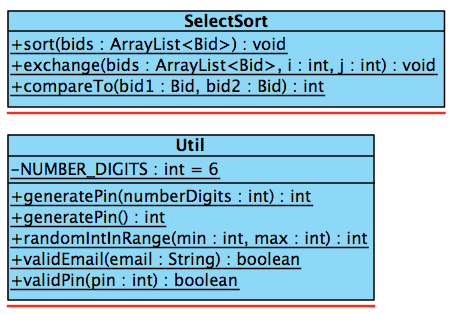 SelectSort
+sort(bids : ArrayList<Bid>) : void
+exchange(bids : ArrayList<Bid>, i : int, j : int) : void
+compareTo(bid1 : Bid, bid2 : Bid) : int
Util
-NUMBER_DIGITS : int = 6
+generatePin(numberDigits : int) : int
+generatePin() : int
+randomIntInRange(min : int, max : int) : int
+validEmail(email : String) : boolean
+validPin(pin : int) : boolean